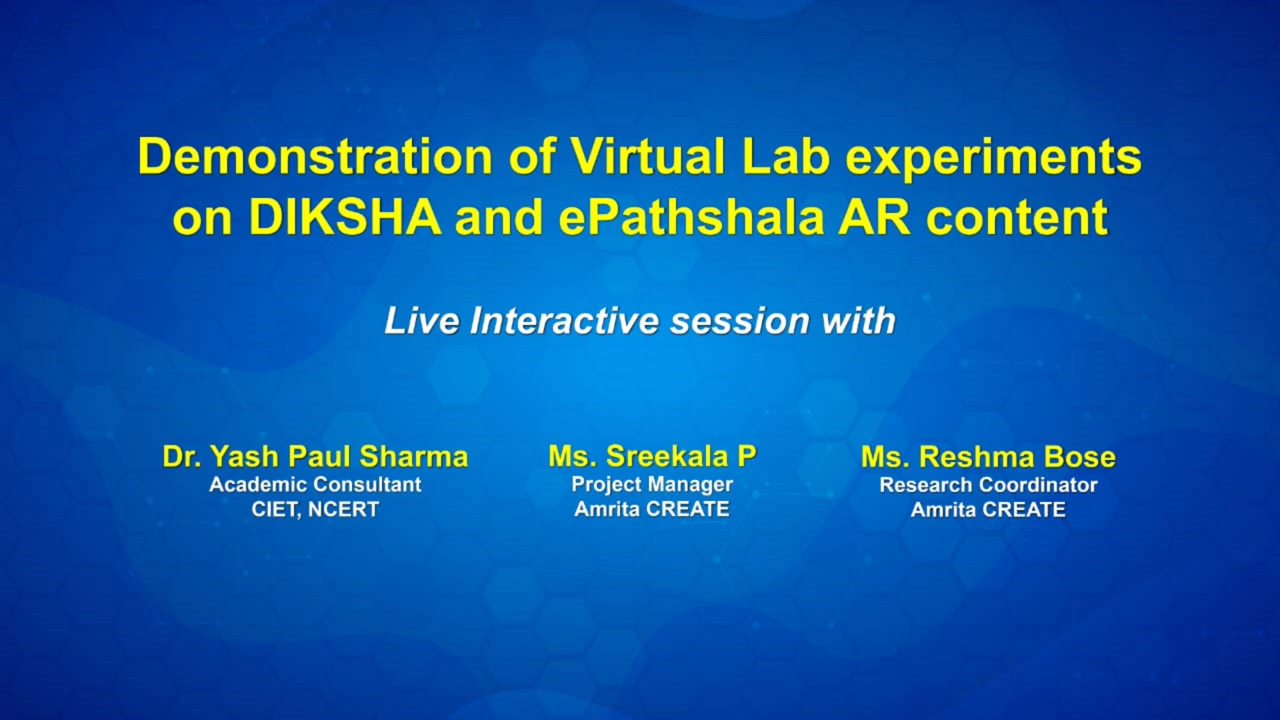 Demonstration of Virtual Lab experiments
on DIKSHA and ePathshala AR content
Live Interactive session with
Dr. Yash Paul Sharma
Academic Consultant
CIET, NCERT
Ms. Sreekala P
Project Manager
Amrita CREATE
Ms. Reshma Bose
Research Coordinator
Amrita CREATE